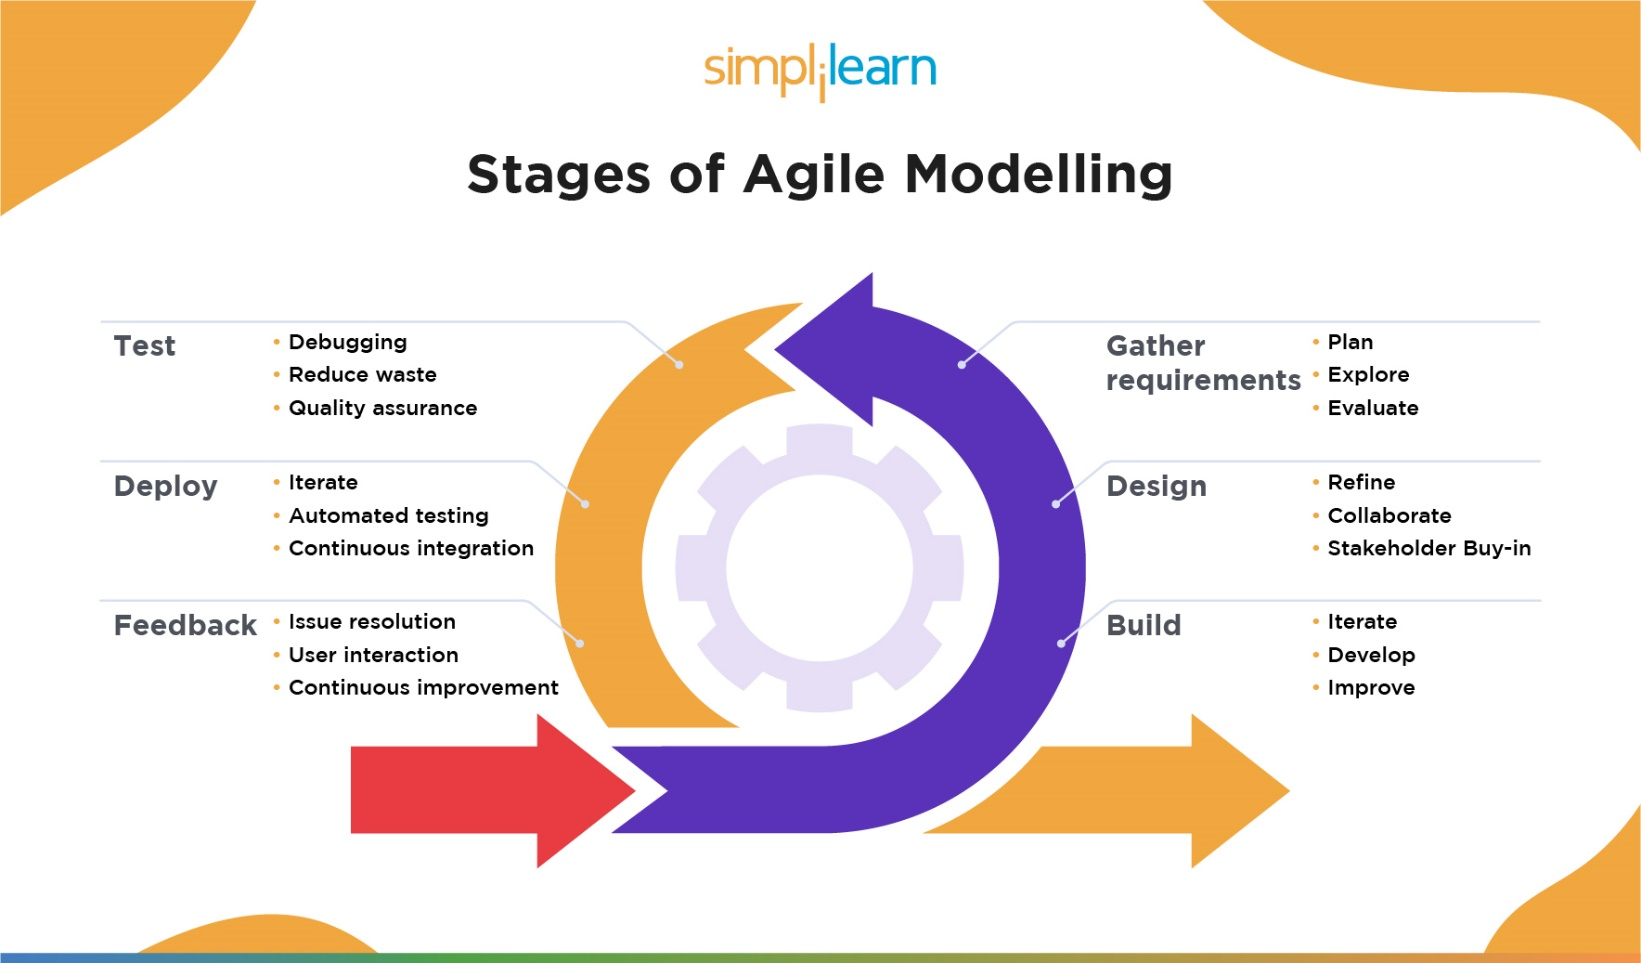 simplilearn
Stages of Agile Modelling
Test
• Debugging
• Reduce waste
• Quality assurance
Deploy
• Iterate
• Automated testing
• Continuous integration
Feedback
• Issue resolution
• User interaction
• Continuous improvement
Gather
requirements
• Plan
• Explore
• Evaluate
Design
• Refine
• Collaborate
• Stakeholder Buy-in
Build
• Iterate
• Develop
• Improve